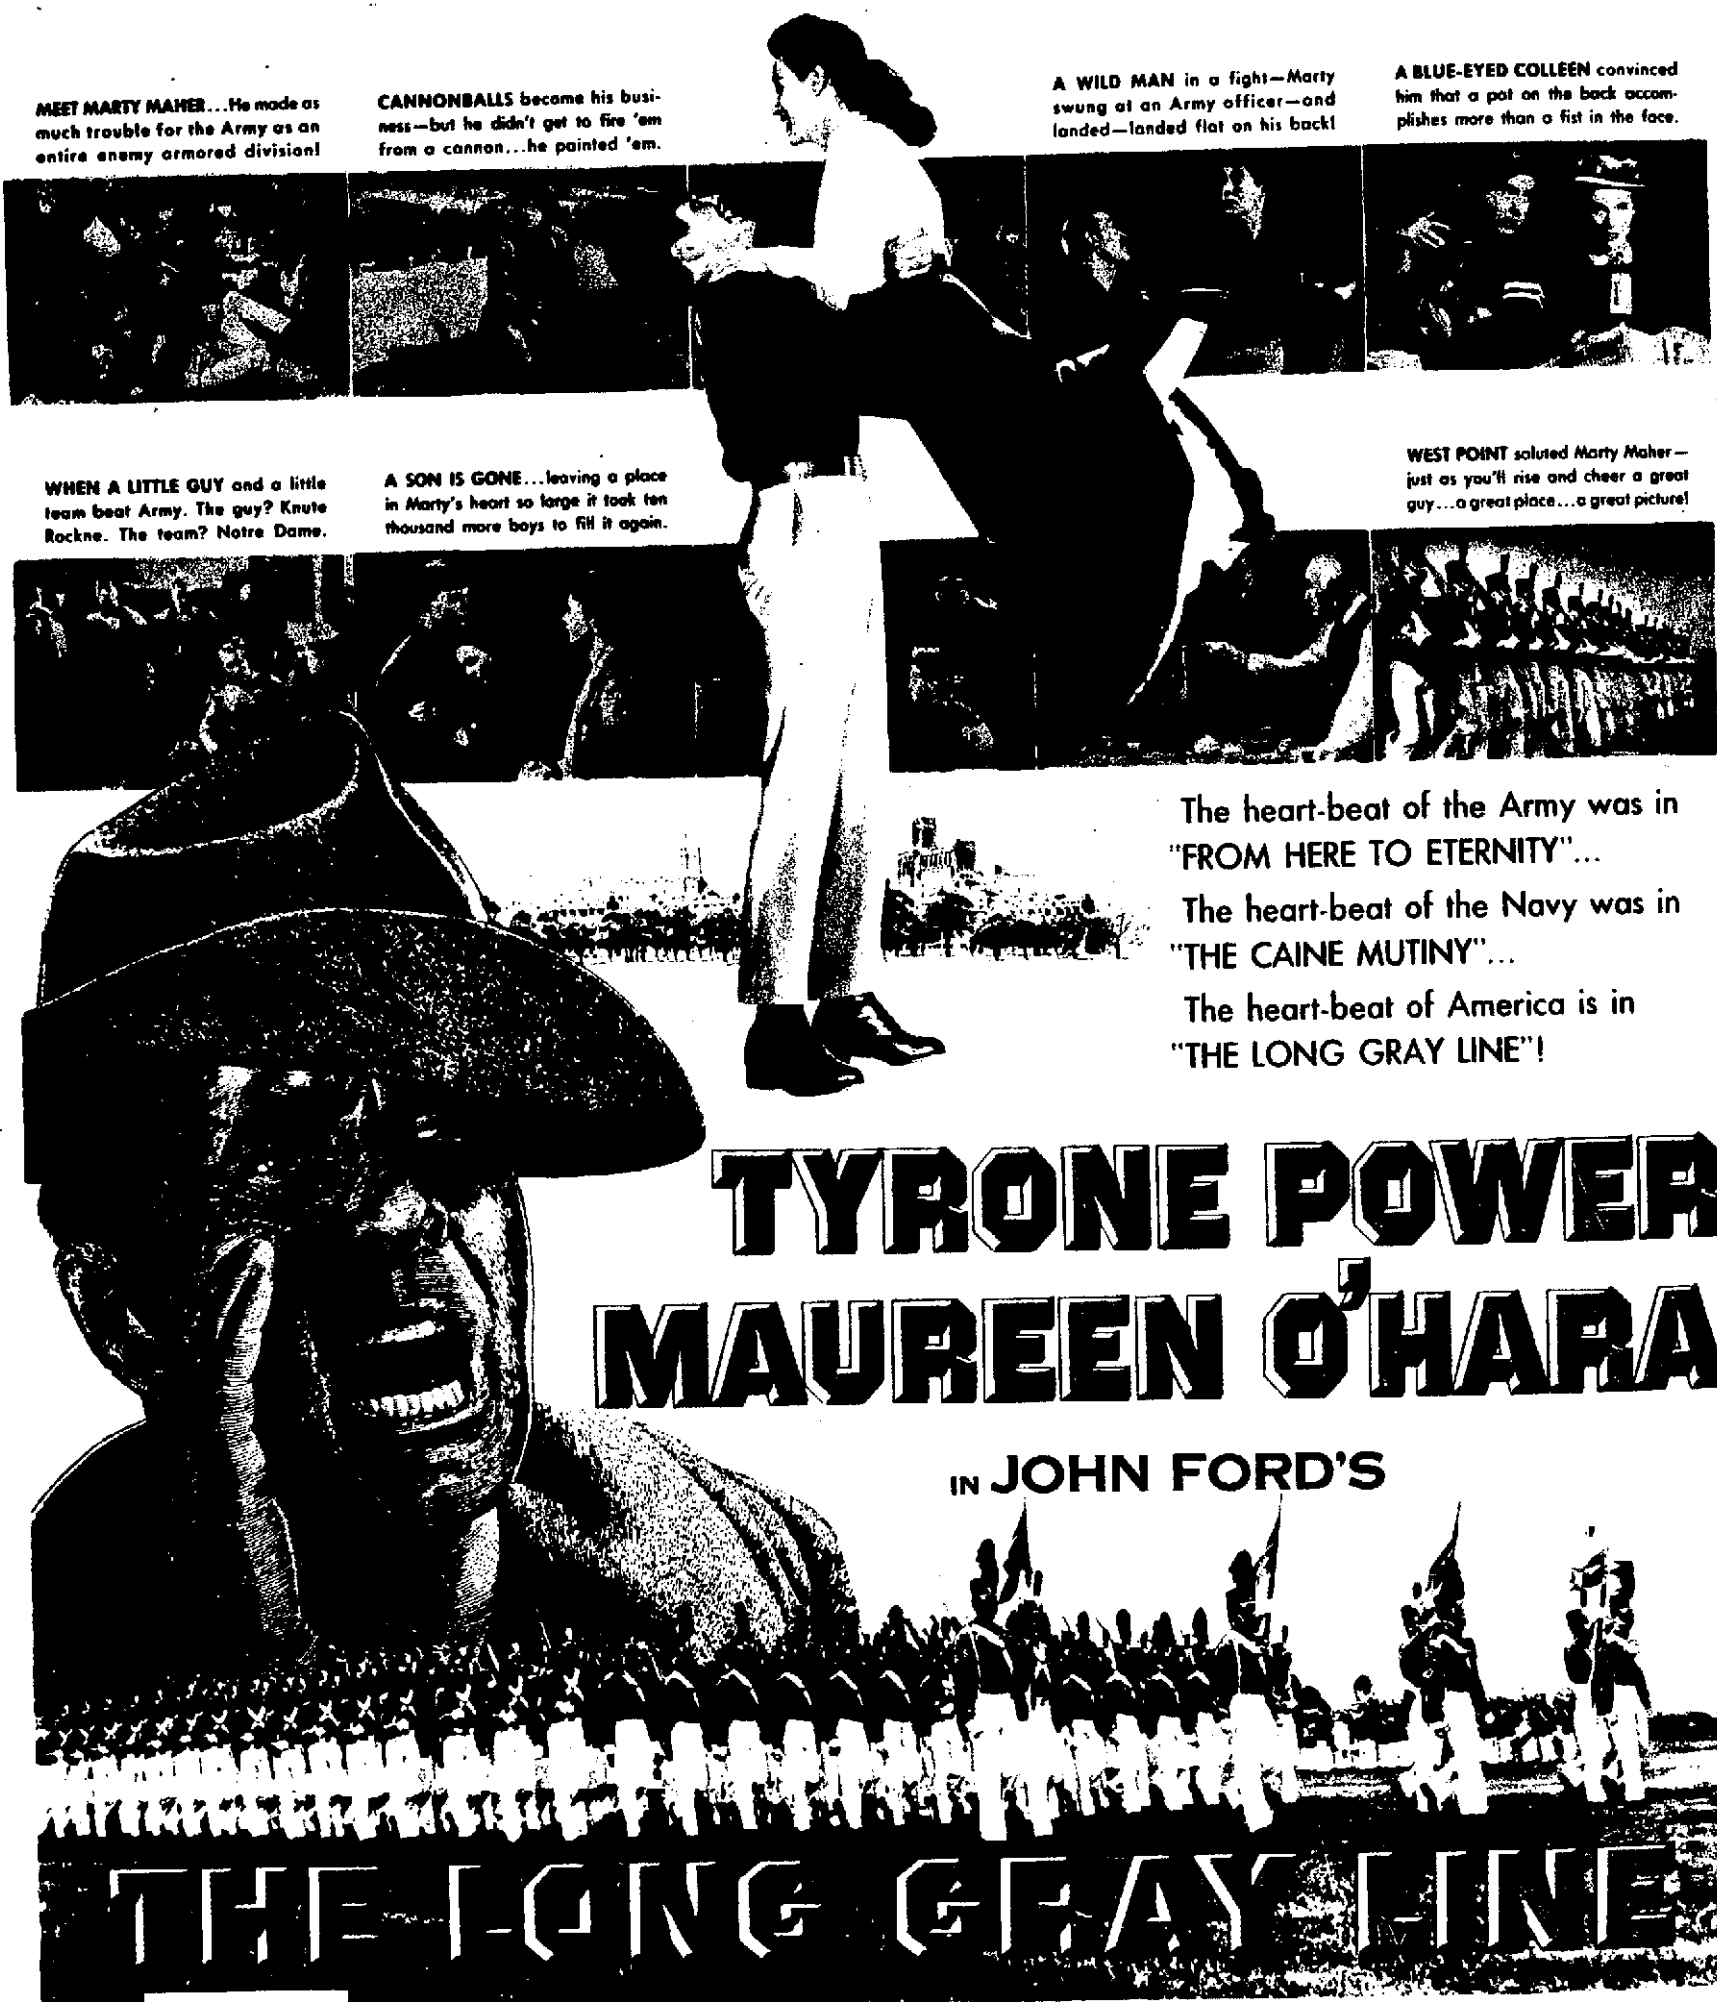 MEET MARTY MAHER...He made as
much trouble for the Army as an
entire enemy armored division!
CANNONBALLS became his busi-
ness—but he didn't get to fire 'em
from a cannon...he painted 'em.
A WILD MAN in a fight—Marty
swung at an Army officer—and
landed—landed flat on his back!
A BLUE-EYED COLLEEN convinced
him that a pat on the back accom-
plishes more than a fist in the face.
WHEN A LITTLE GUY and a little
team beat Army. The guy? Knute
Rockne. The team? Notre Dame.
A SON IS GONE...leaving a place
in Marty's heart so large it took ten
thousand more boys to fill it again.
WEST POINT saluted Marty Maher—
just as you'll rise and cheer a great
guy...a great place...a great picture!
The heart-beat of the Army was in
"FROM HERE TO ETERNITY"...
The heart-beat of the Navy was in
"THE CAINE MUTINY"...
The heart-beat of America is in
"THE LONG GRAY LINE"!
TYRONE POWER
MAUREEN O'HARA
IN JOHN FORD'S
THE LONG GRAY LINE